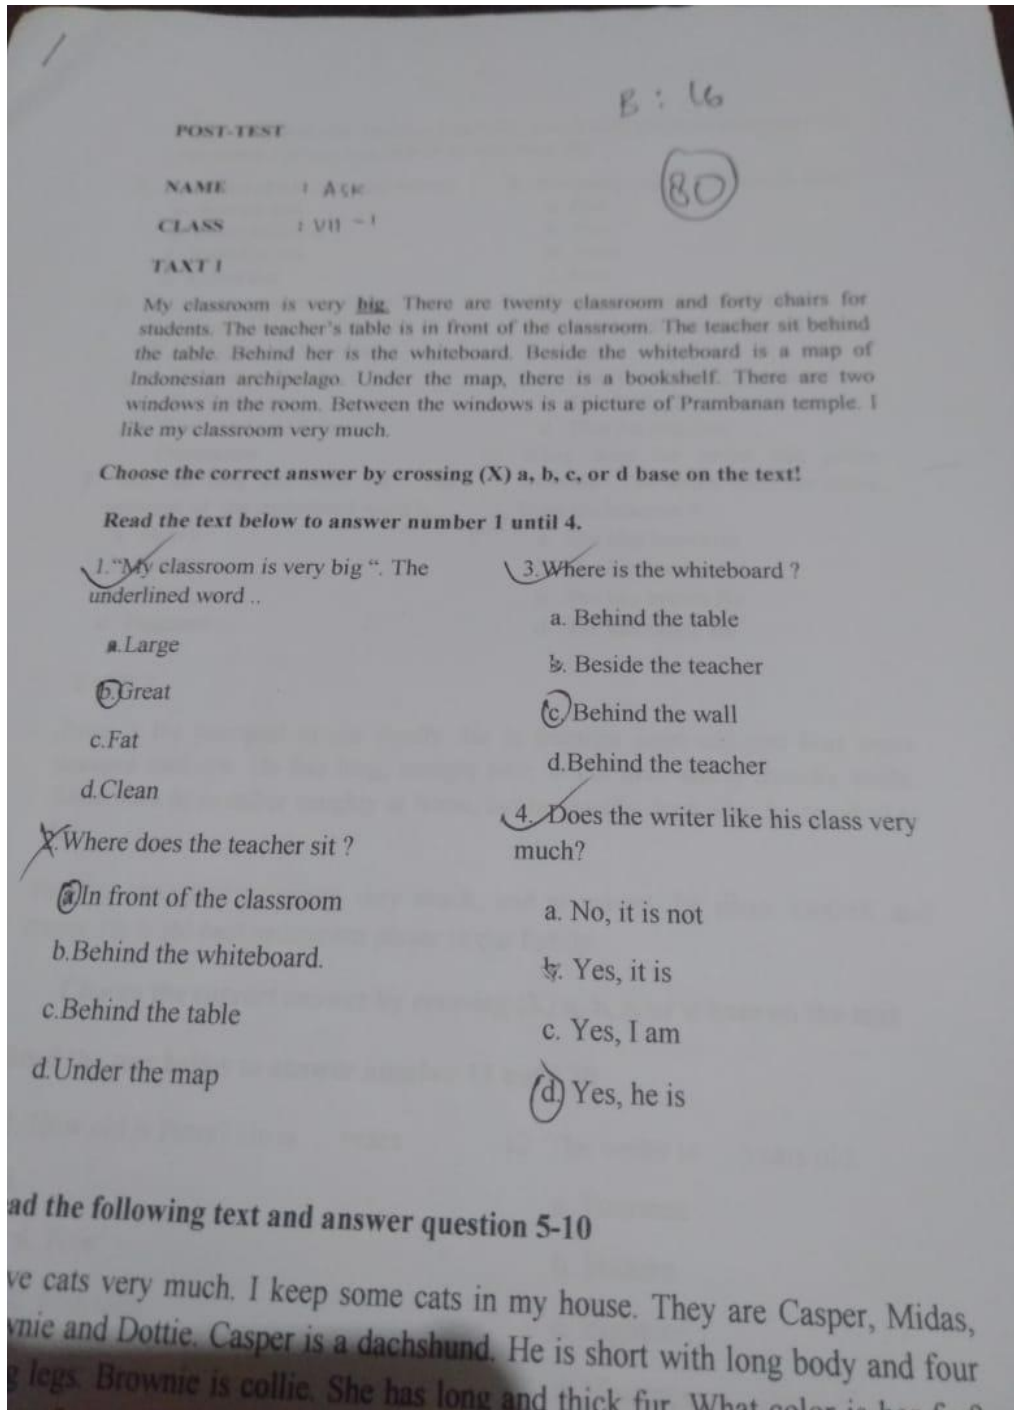 B : 16
POST-TEST
80
NAME : ASK
CLASS : VII - 1
TAXT 1
My classroom is very big. There are twenty classroom and forty chairs for
students. The teacher's table is in front of the classroom. The teacher sit behind
the table. Behind her is the whiteboard. Beside the whiteboard is a map of
Indonesian archipelago. Under the map, there is a bookshelf. There are two
windows in the room. Between the windows is a picture of Prambanan temple. I
like my classroom very much.
Choose the correct answer by crossing (X) a, b, c, or d base on the text!
Read the text below to answer number 1 until 4.
1."My classroom is very big “. The
underlined word ..
a.Large
b.Great
c.Fat
d.Clean
2.Where does the teacher sit ?
a.In front of the classroom
b.Behind the whiteboard.
c.Behind the table
d.Under the map
3.Where is the whiteboard ?
a. Behind the table
b. Beside the teacher
c. Behind the wall
d.Behind the teacher
4. Does the writer like his class very
much?
a. No, it is not
b. Yes, it is
c. Yes, I am
d. Yes, he is
ad the following text and answer question 5-10
ve cats very much. I keep some cats in my house. They are Casper, Midas,
wnie and Dottie. Casper is a dachshund. He is short with long body and four
g legs. Brownie is collie. She has long and thick fur. What color is her